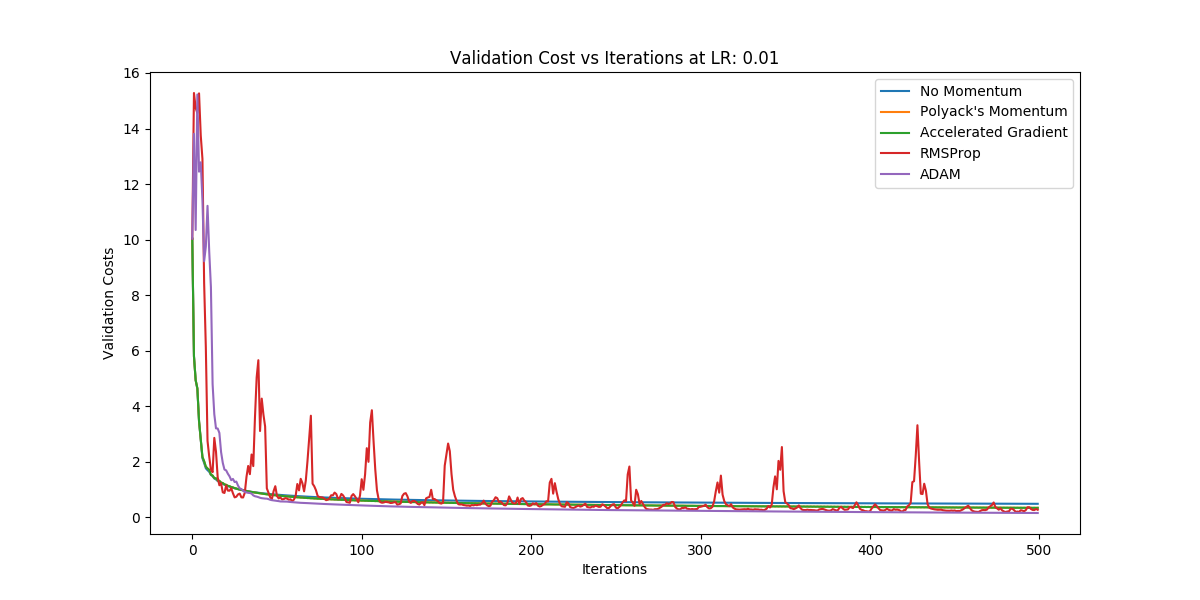 Validation Cost vs Iterations at LR: 0.01
16
14
12
10
8
6
4
2
0
Validation Costs
No Momentum
Polyack's Momentum
Accelerated Gradient
RMSProp
ADAM
0 100 200 300 400 500
Iterations